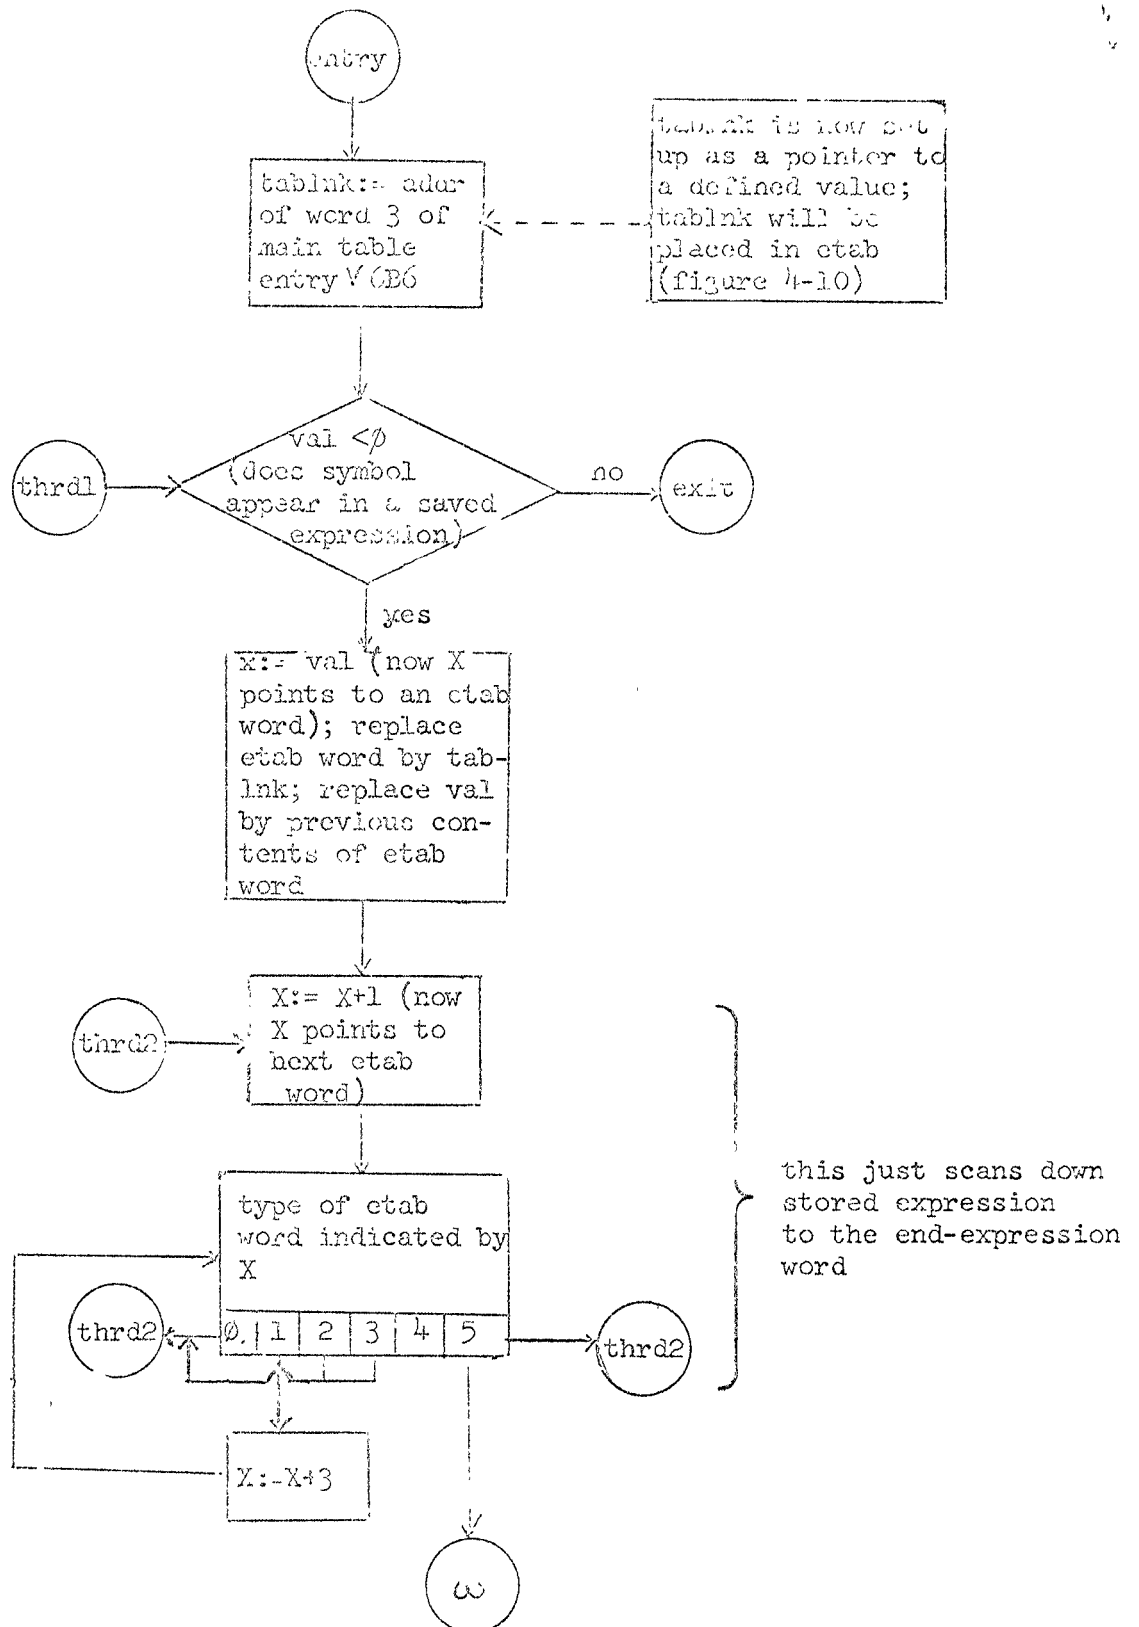 entry
tablnk:= addr
of word 3 of
main table
entry V 6B6
tablnk is now set
up as a pointer to
a defined value;
tablnk will be
placed in etab
(figure 4-10)
val <∅
(does symbol
appear in a saved
expression)
thrd1
no
exit
yes
x:= val (now X
points to an etab
word); replace
etab word by tab-
lnk; replace val
by previous con-
tents of etab
word
thrd2
X:= X+1 (now
X points to
next etab
word)
this just scans down
stored expression
to the end-expression
word
type of etab
word indicated by
X
∅ 1 2 3 4 5
thrd2
thrd2
X:=X+3
ω